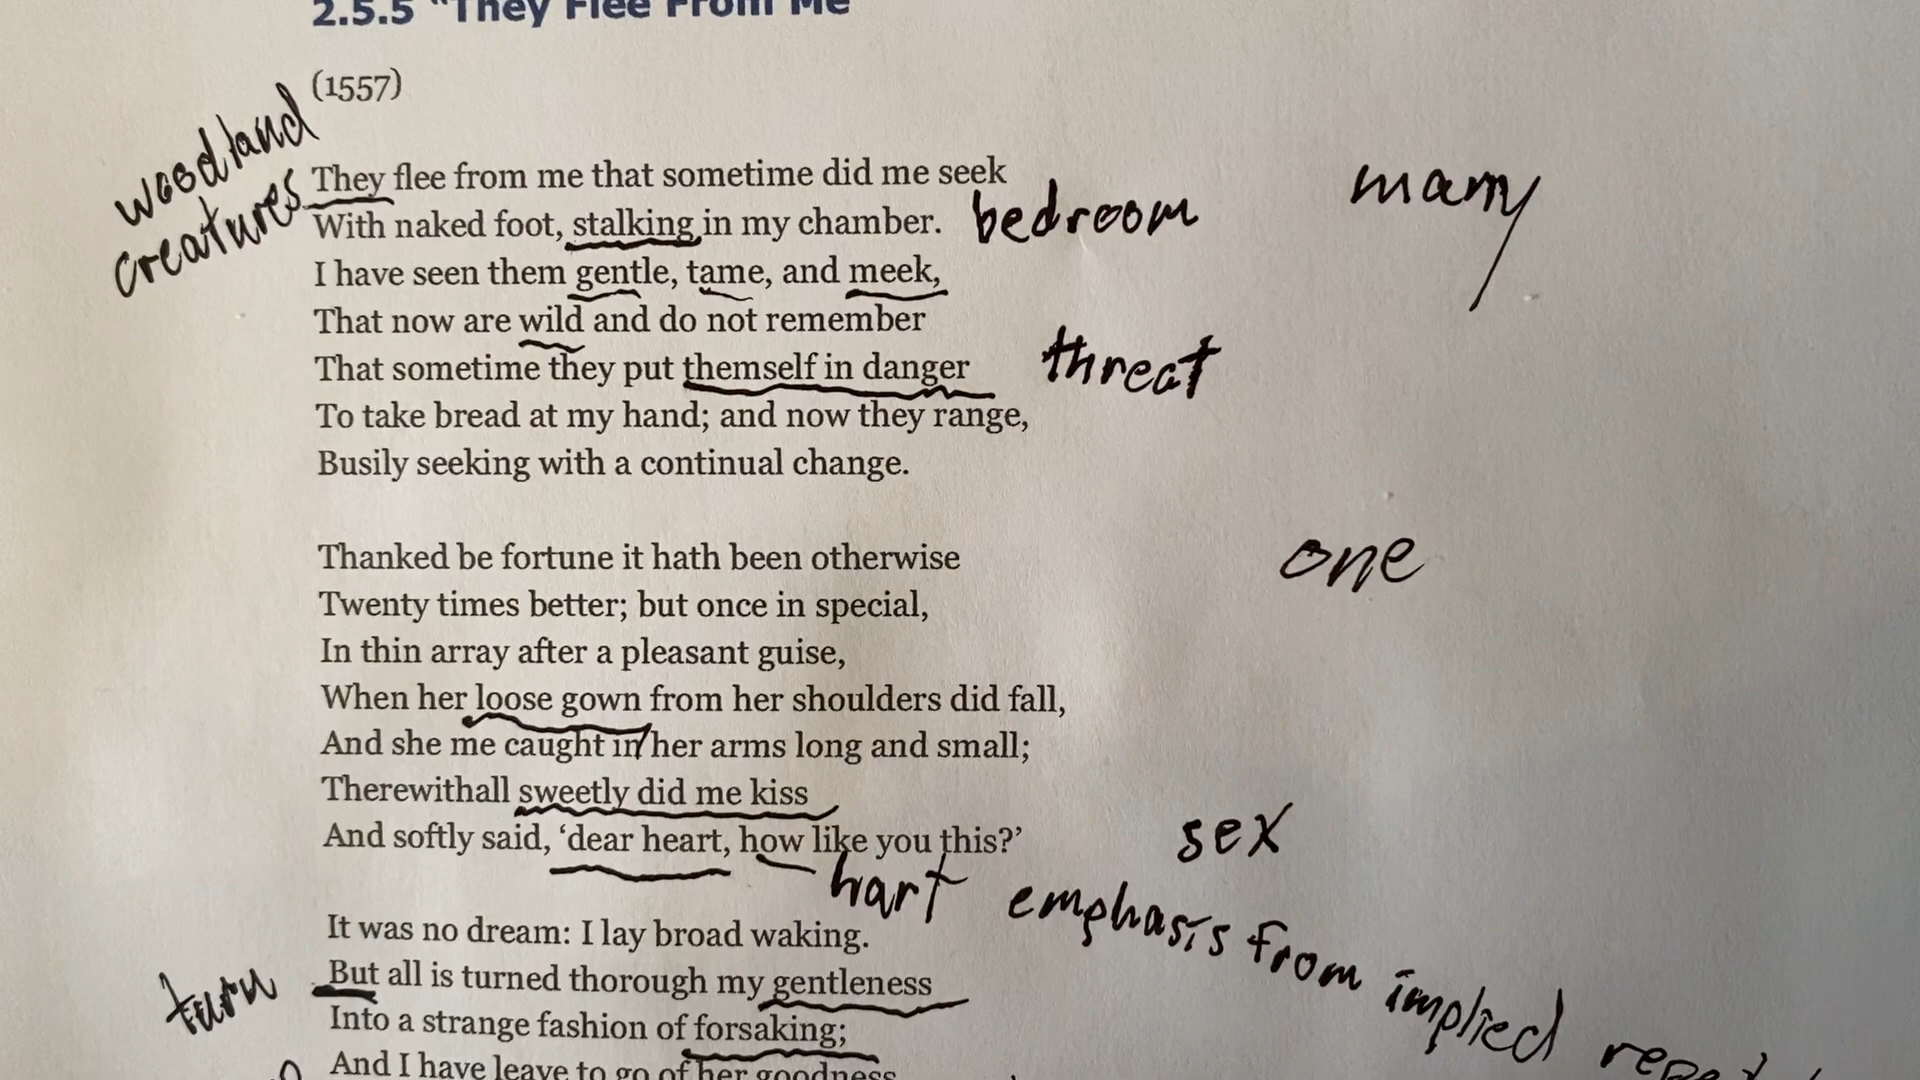 2.5.5 "They Flee From Me
(1557)
woodland
creatures
They flee from me that sometime did me seek
many
With naked foot, stalking in my chamber.
bedroom
I have seen them gentle, tame, and meek,
That now are wild and do not remember
That sometime they put themself in danger
threat
To take bread at my hand; and now they range,
Busily seeking with a continual change.
Thanked be fortune it hath been otherwise
one
Twenty times better; but once in special,
In thin array after a pleasant guise,
When her loose gown from her shoulders did fall,
And she me caught in her arms long and small;
Therewithall sweetly did me kiss
And softly said, ‘dear heart, how like you this?’
sex
hart
emphasis from implied
It was no dream: I lay broad waking.
turn
But all is turned thorough my gentleness
Into a strange fashion of forsaking;
And I have leave to go of her goodness